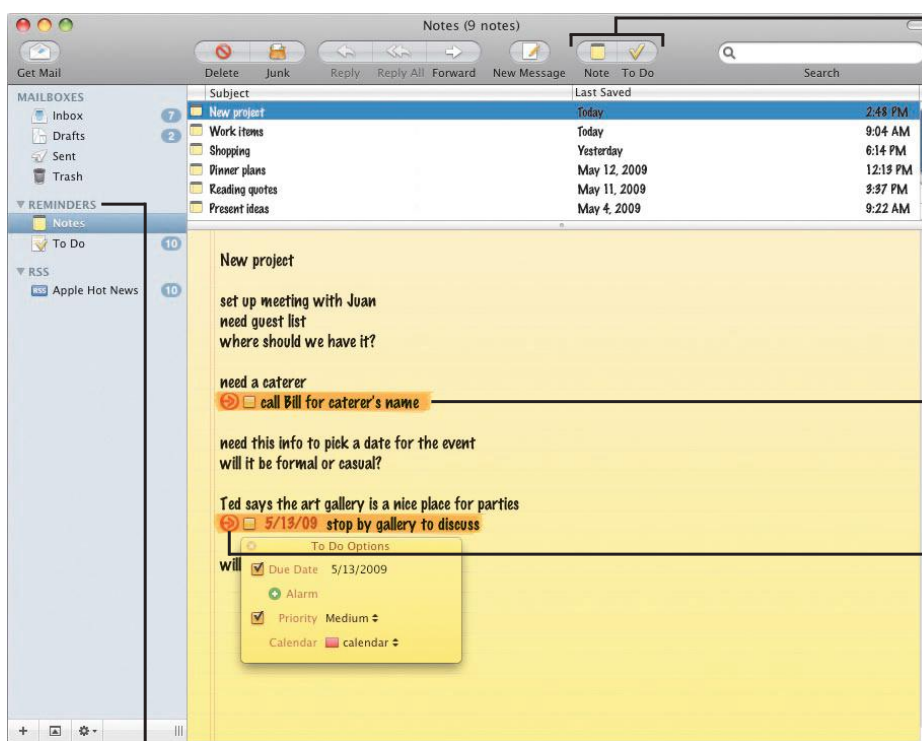 Notes (9 notes)
Get Mail
Delete Junk Reply Reply All Forward New Message Note To Do Search
MAILBOXES
Inbox 7
Drafts 2
Sent
Trash
REMINDERS
Notes
To Do 10
RSS
RSS Apple Hot News 10
Subject Last Saved
New project Today 2:48 PM
Work items Today 9:04 AM
Shopping Yesterday 6:14 PM
Dinner plans May 12, 2009 12:13 PM
Reading quotes May 11, 2009 3:37 PM
Present ideas May 4, 2009 9:22 AM
New project
set up meeting with Juan
need guest list
where should we have it?
need a caterer
call Bill for caterer's name
need this info to pick a date for the event
will it be formal or casual?
Ted says the art gallery is a nice place for parties
5/13/09 stop by gallery to discuss
will
To Do Options
Due Date 5/13/2009
Alarm
Priority Medium
Calendar calendar